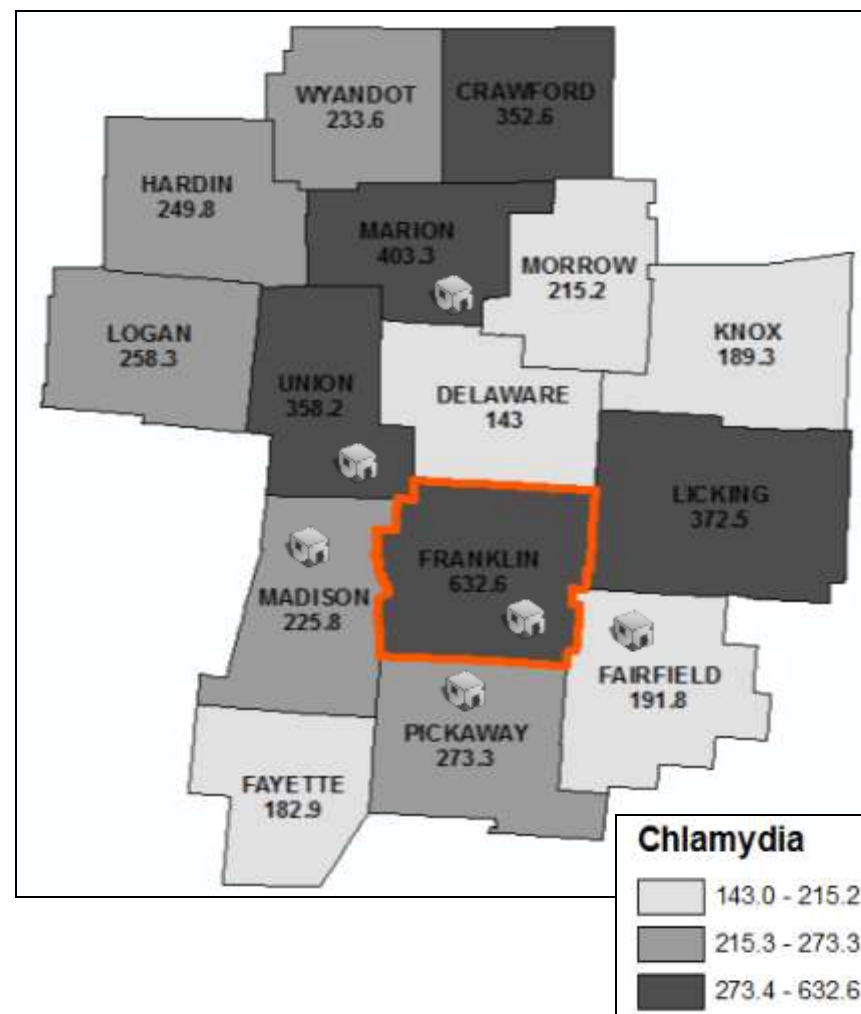 WYANDOT
233.6
CRAWFORD
352.6
HARDIN
249.8
MARION
403.3
MORROW
215.2
KNOX
189.3
LOGAN
258.3
UNION
358.2
DELAWARE
143
LICKING
372.5
FRANKLIN
632.6
MADISON
225.8
FAIRFIELD
191.8
PICKAWAY
273.3
FAYETTE
182.9
Chlamydia
143.0 - 215.2
215.3 - 273.3
273.4 - 632.6